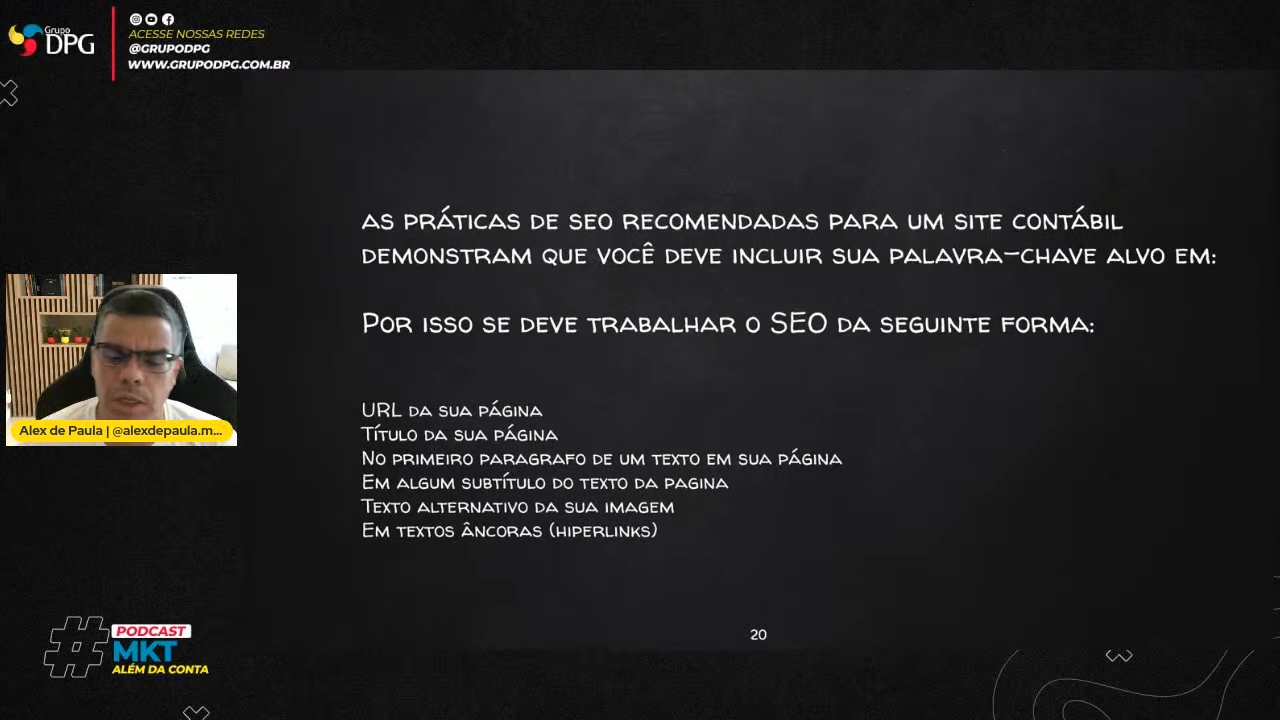 Grupo
DPG
ACESSE NOSSAS REDES
@GRUPODPG
WWW.GRUPODPG.COM.BR
AS PRÁTICAS DE SEO RECOMENDADAS PARA UM SITE CONTÁBIL
DEMONSTRAM QUE VOCÊ DEVE INCLUIR SUA PALAVRA-CHAVE ALVO EM:
POR ISSO SE DEVE TRABALHAR O SEO DA SEGUINTE FORMA:
URL DA SUA PÁGINA
TÍTULO DA SUA PÁGINA
NO PRIMEIRO PARAGRAFO DE UM TEXTO EM SUA PÁGINA
EM ALGUM SUBTÍTULO DO TEXTO DA PAGINA
TEXTO ALTERNATIVO DA SUA IMAGEM
EM TEXTOS ÂNCORAS (HIPERLINKS)
Alex de Paula | @alexdepaula.m...
20
#
PODCAST
MKT
ALÉM DA CONTA